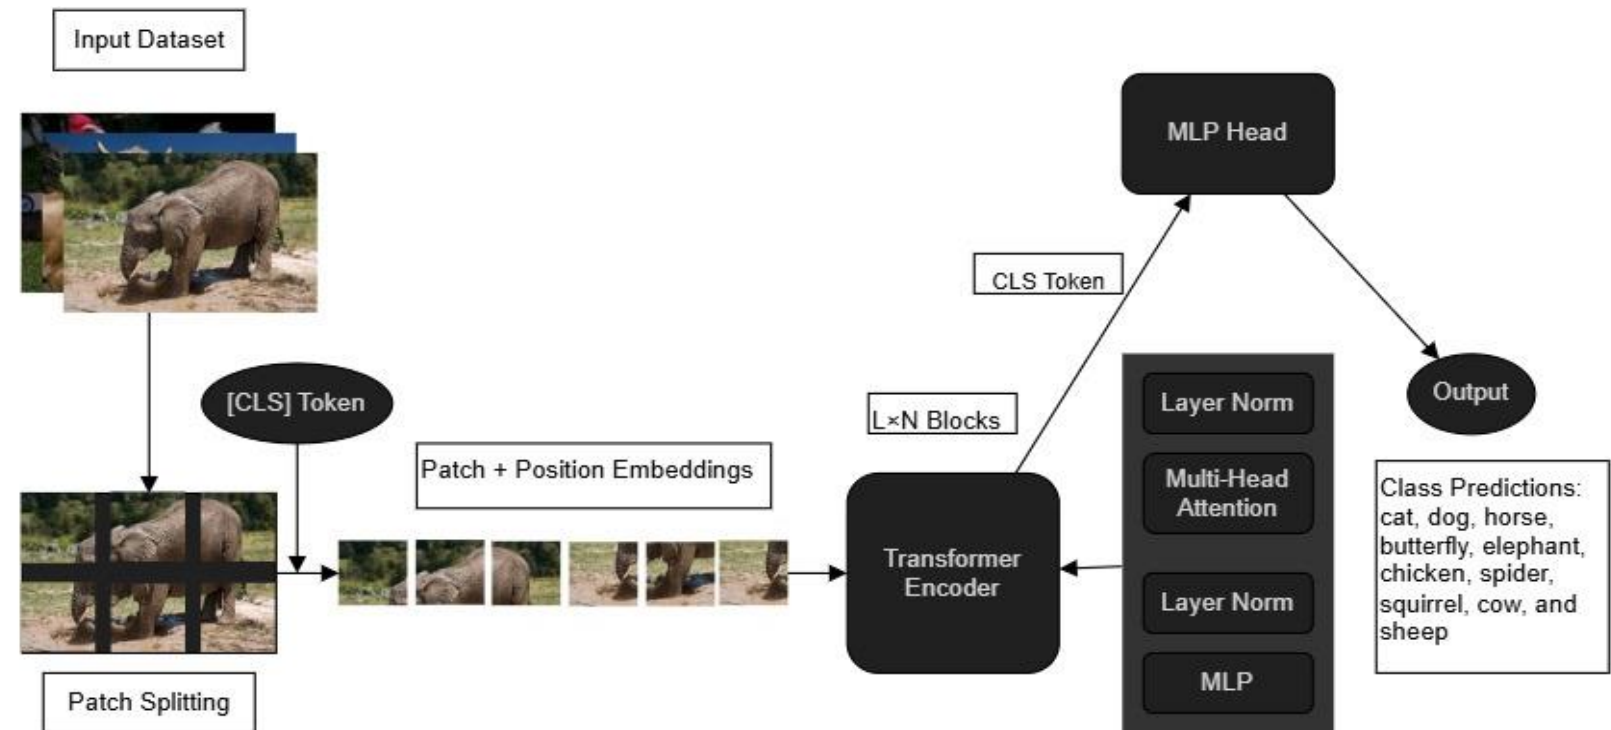 Input Dataset
[CLS] Token
Patch Splitting
Patch + Position Embeddings
L×N Blocks
Transformer
Encoder
CLS Token
MLP Head
Layer Norm
Multi-Head
Attention
Layer Norm
MLP
Output
Class Predictions:
cat, dog, horse,
butterfly, elephant,
chicken, spider,
squirrel, cow, and
sheep